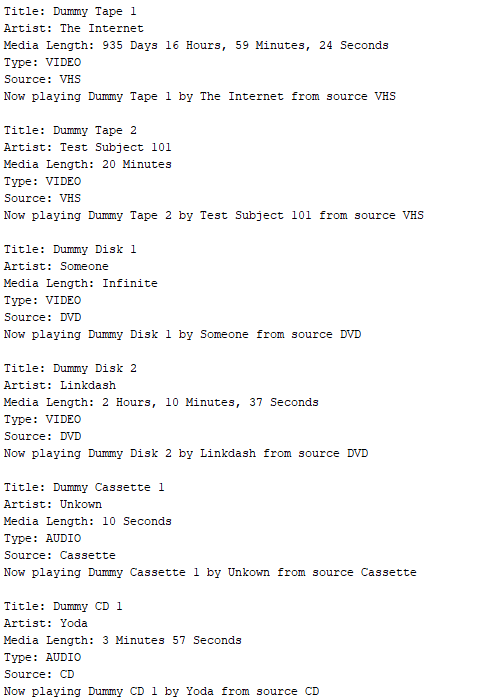 Title: Dummy Tape 1
Artist: The Internet
Media Length: 935 Days 16 Hours, 59 Minutes, 24 Seconds
Type: VIDEO
Source: VHS
Now playing Dummy Tape 1 by The Internet from source VHS

Title: Dummy Tape 2
Artist: Test Subject 101
Media Length: 20 Minutes
Type: VIDEO
Source: VHS
Now playing Dummy Tape 2 by Test Subject 101 from source VHS

Title: Dummy Disk 1
Artist: Someone
Media Length: Infinite
Type: VIDEO
Source: DVD
Now playing Dummy Disk 1 by Someone from source DVD

Title: Dummy Disk 2
Artist: Linkdash
Media Length: 2 Hours, 10 Minutes, 37 Seconds
Type: VIDEO
Source: DVD
Now playing Dummy Disk 2 by Linkdash from source DVD

Title: Dummy Cassette 1
Artist: Unkown
Media Length: 10 Seconds
Type: AUDIO
Source: Cassette
Now playing Dummy Cassette 1 by Unkown from source Cassette

Title: Dummy CD 1
Artist: Yoda
Media Length: 3 Minutes 57 Seconds
Type: AUDIO
Source: CD
Now playing Dummy CD 1 by Yoda from source CD